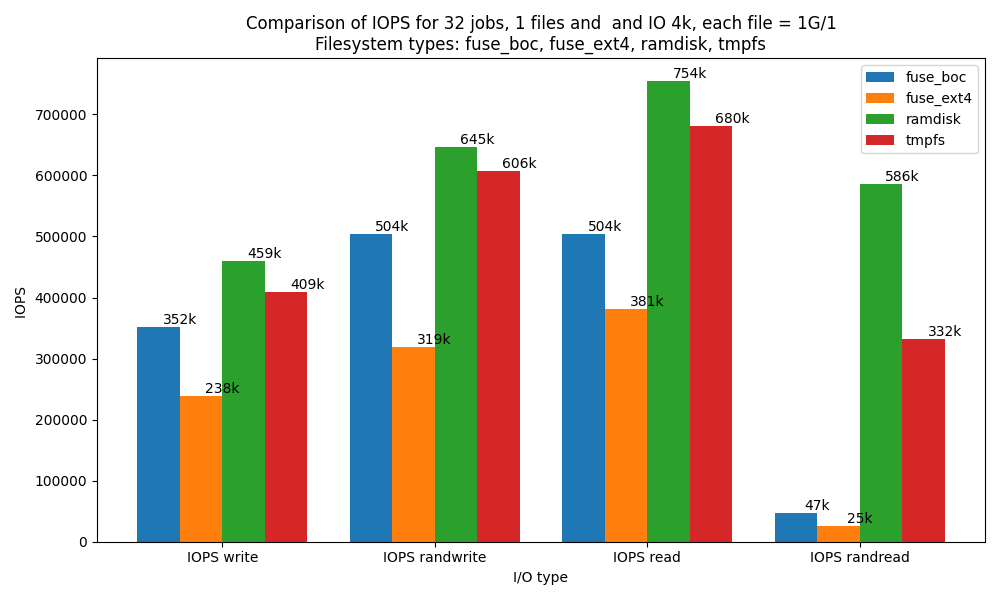 Comparison of IOPS for 32 jobs, 1 files and  and IO 4k, each file = 1G/1
Filesystem types: fuse_boc, fuse_ext4, ramdisk, tmpfs
fuse_boc
fuse_ext4
ramdisk
tmpfs
IOPS
700000
600000
500000
400000
300000
200000
100000
0
352k
238k
459k
409k
504k
319k
645k
606k
504k
381k
754k
680k
47k
25k
586k
332k
IOPS write
IOPS randwrite
IOPS read
IOPS randread
I/O type